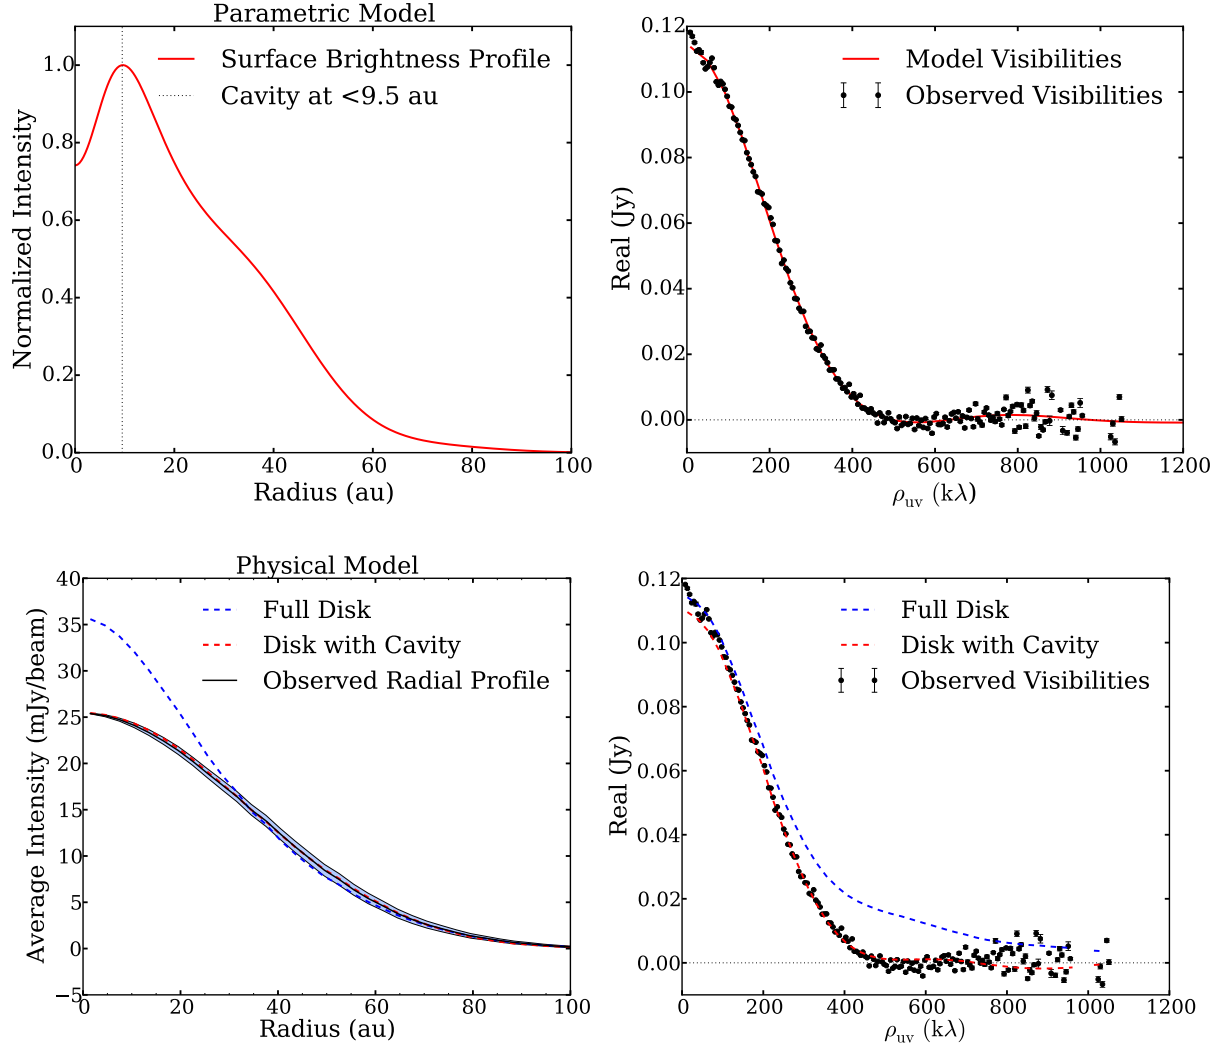 Parametric Model
Surface Brightness Profile
Cavity at <9.5 au
Normalized Intensity
1.0
0.8
0.6
0.4
0.2
0.0
0 20 40 60 80 100
Radius (au)
Model Visibilities
Observed Visibilities
Real (Jy)
0.12
0.10
0.08
0.06
0.04
0.02
0.00
0 200 400 600 800 1000 1200
ρuv (kλ)
Physical Model
Full Disk
Disk with Cavity
Observed Radial Profile
Average Intensity (mJy/beam)
40
35
30
25
20
15
10
5
0
−5
0 20 40 60 80 100
Radius (au)
Full Disk
Disk with Cavity
Observed Visibilities
Real (Jy)
0.12
0.10
0.08
0.06
0.04
0.02
0.00
0 200 400 600 800 1000 1200
ρuv (kλ)